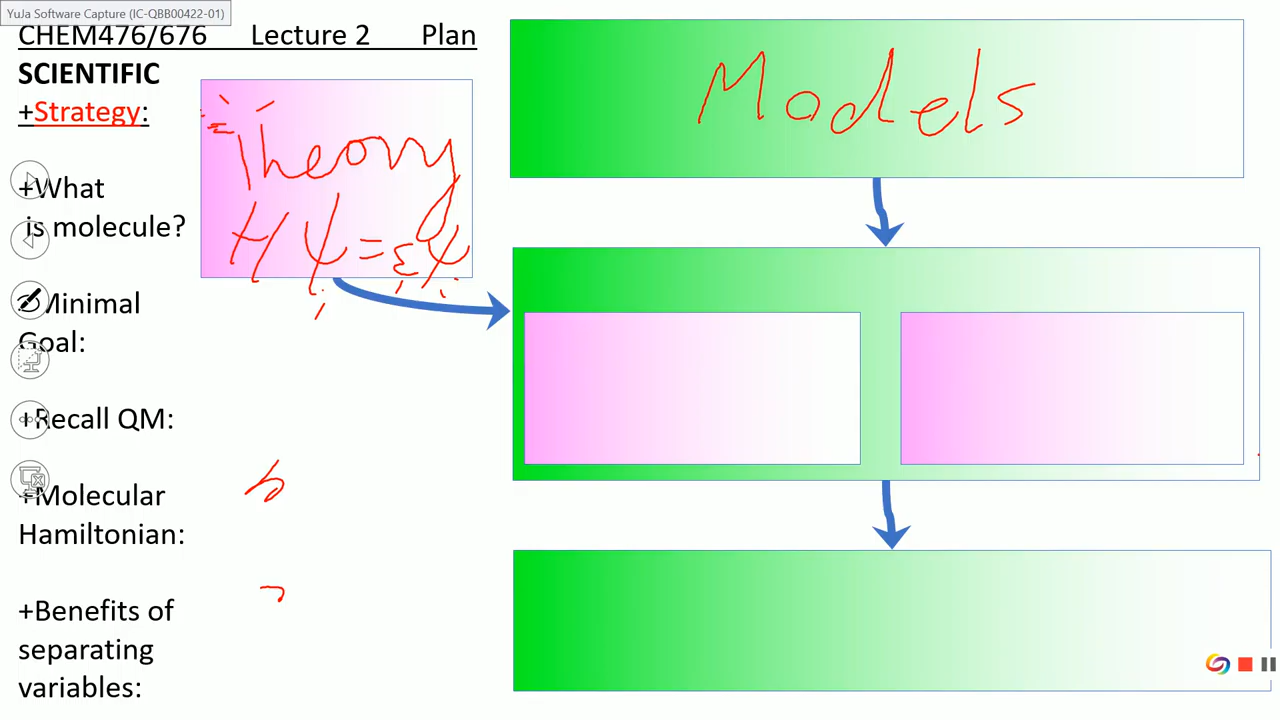 YuJa Software Capture (IC-QBB00422-01)
CHEM476/676 Lecture 2 Plan
SCIENTIFIC
+Strategy:
+What
is molecule?
Minimal
Goal:
+Recall QM:
+Molecular
Hamiltonian:
+Benefits of
separating
variables:
Theory
Hψ=εψ
Models